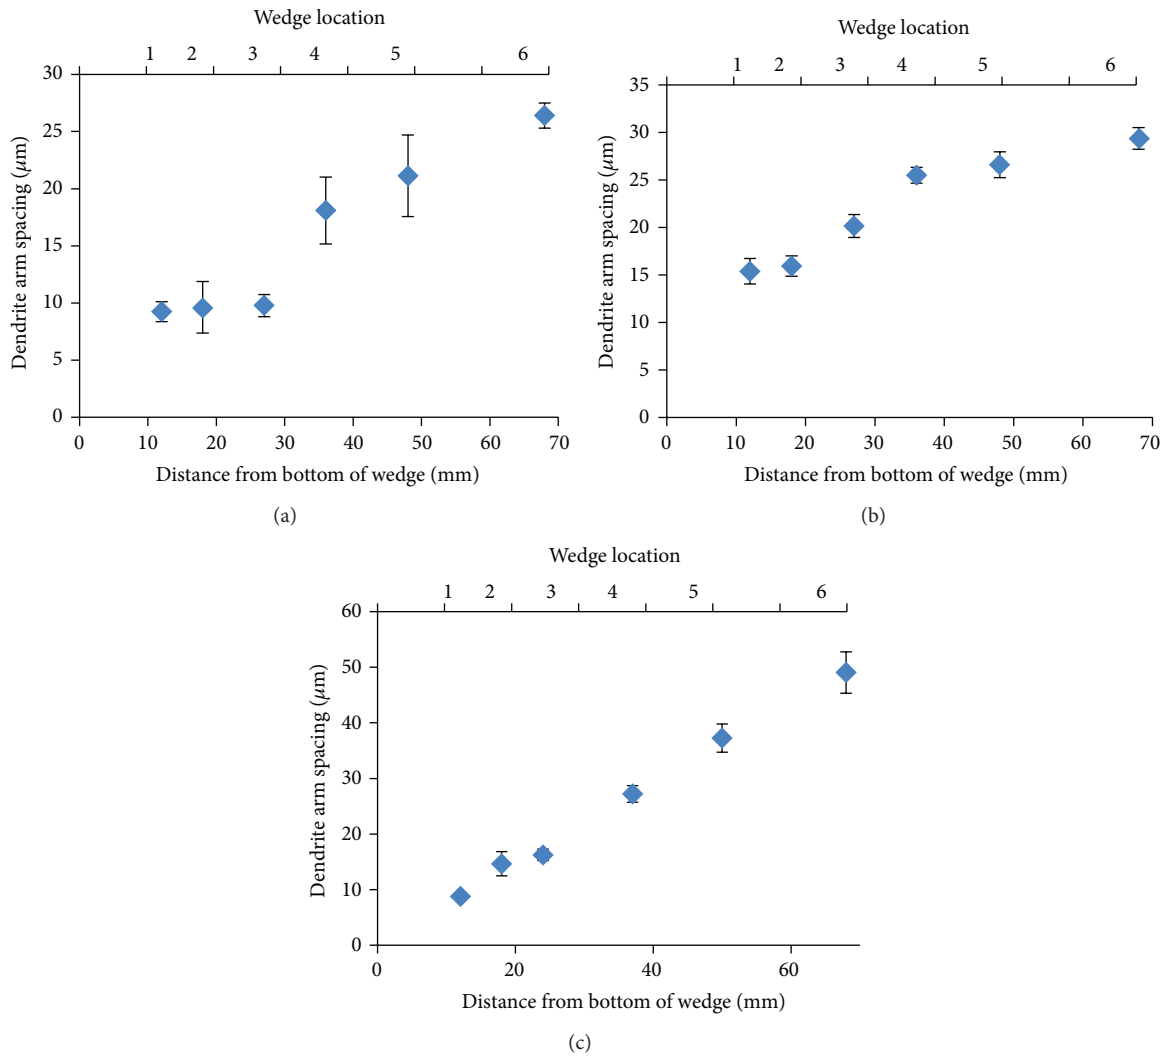 Wedge location
1 2 3 4 5 6
30
25
20
15
10
5
0
Dendrite arm spacing (μm)
0 10 20 30 40 50 60 70
Distance from bottom of wedge (mm)
(a)
Wedge location
1 2 3 4 5 6
35
30
25
20
15
10
5
0
Dendrite arm spacing (μm)
0 10 20 30 40 50 60 70
Distance from bottom of wedge (mm)
(b)
Wedge location
1 2 3 4 5 6
60
50
40
30
20
10
0
Dendrite arm spacing (μm)
0 20 40 60
Distance from bottom of wedge (mm)
(c)